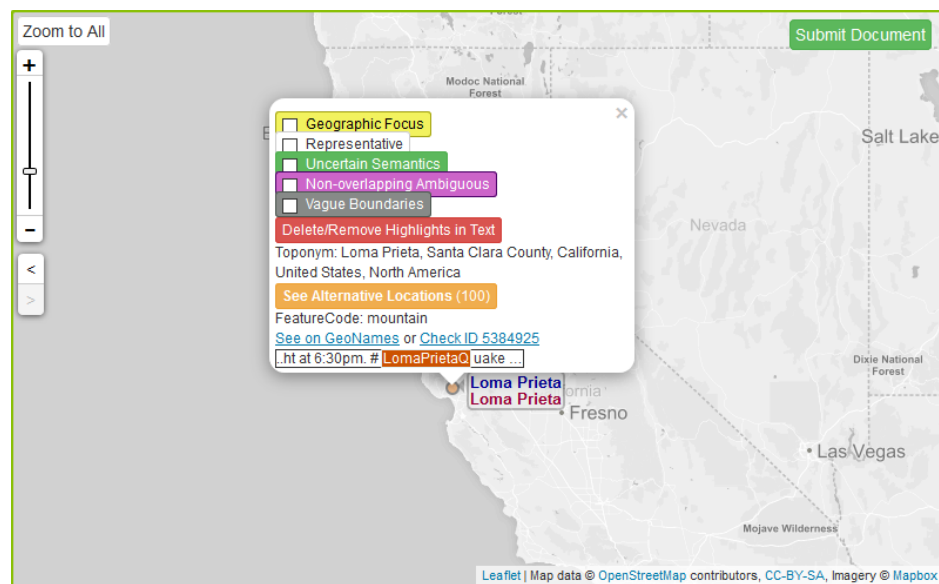 Zoom to All
Submit Document
+
−
<
>
Forest
Modoc National
Forest
Salt Lake
Nevada
×
Geographic Focus
Representative
Uncertain Semantics
Non-overlapping Ambiguous
Vague Boundaries
Delete/Remove Highlights in Text
Toponym: Loma Prieta, Santa Clara County, California,
United States, North America
See Alternative Locations (100)
FeatureCode: mountain
See on GeoNames or Check ID 5384925
..ht at 6:30pm. # LomaPrietaQ uake ...
Loma Prieta
Loma Prieta
ornia
Fresno
Dixie National
Forest
Las Vegas
Mojave Wilderness
Leaflet | Map data © OpenStreetMap contributors, CC-BY-SA, Imagery © Mapbox